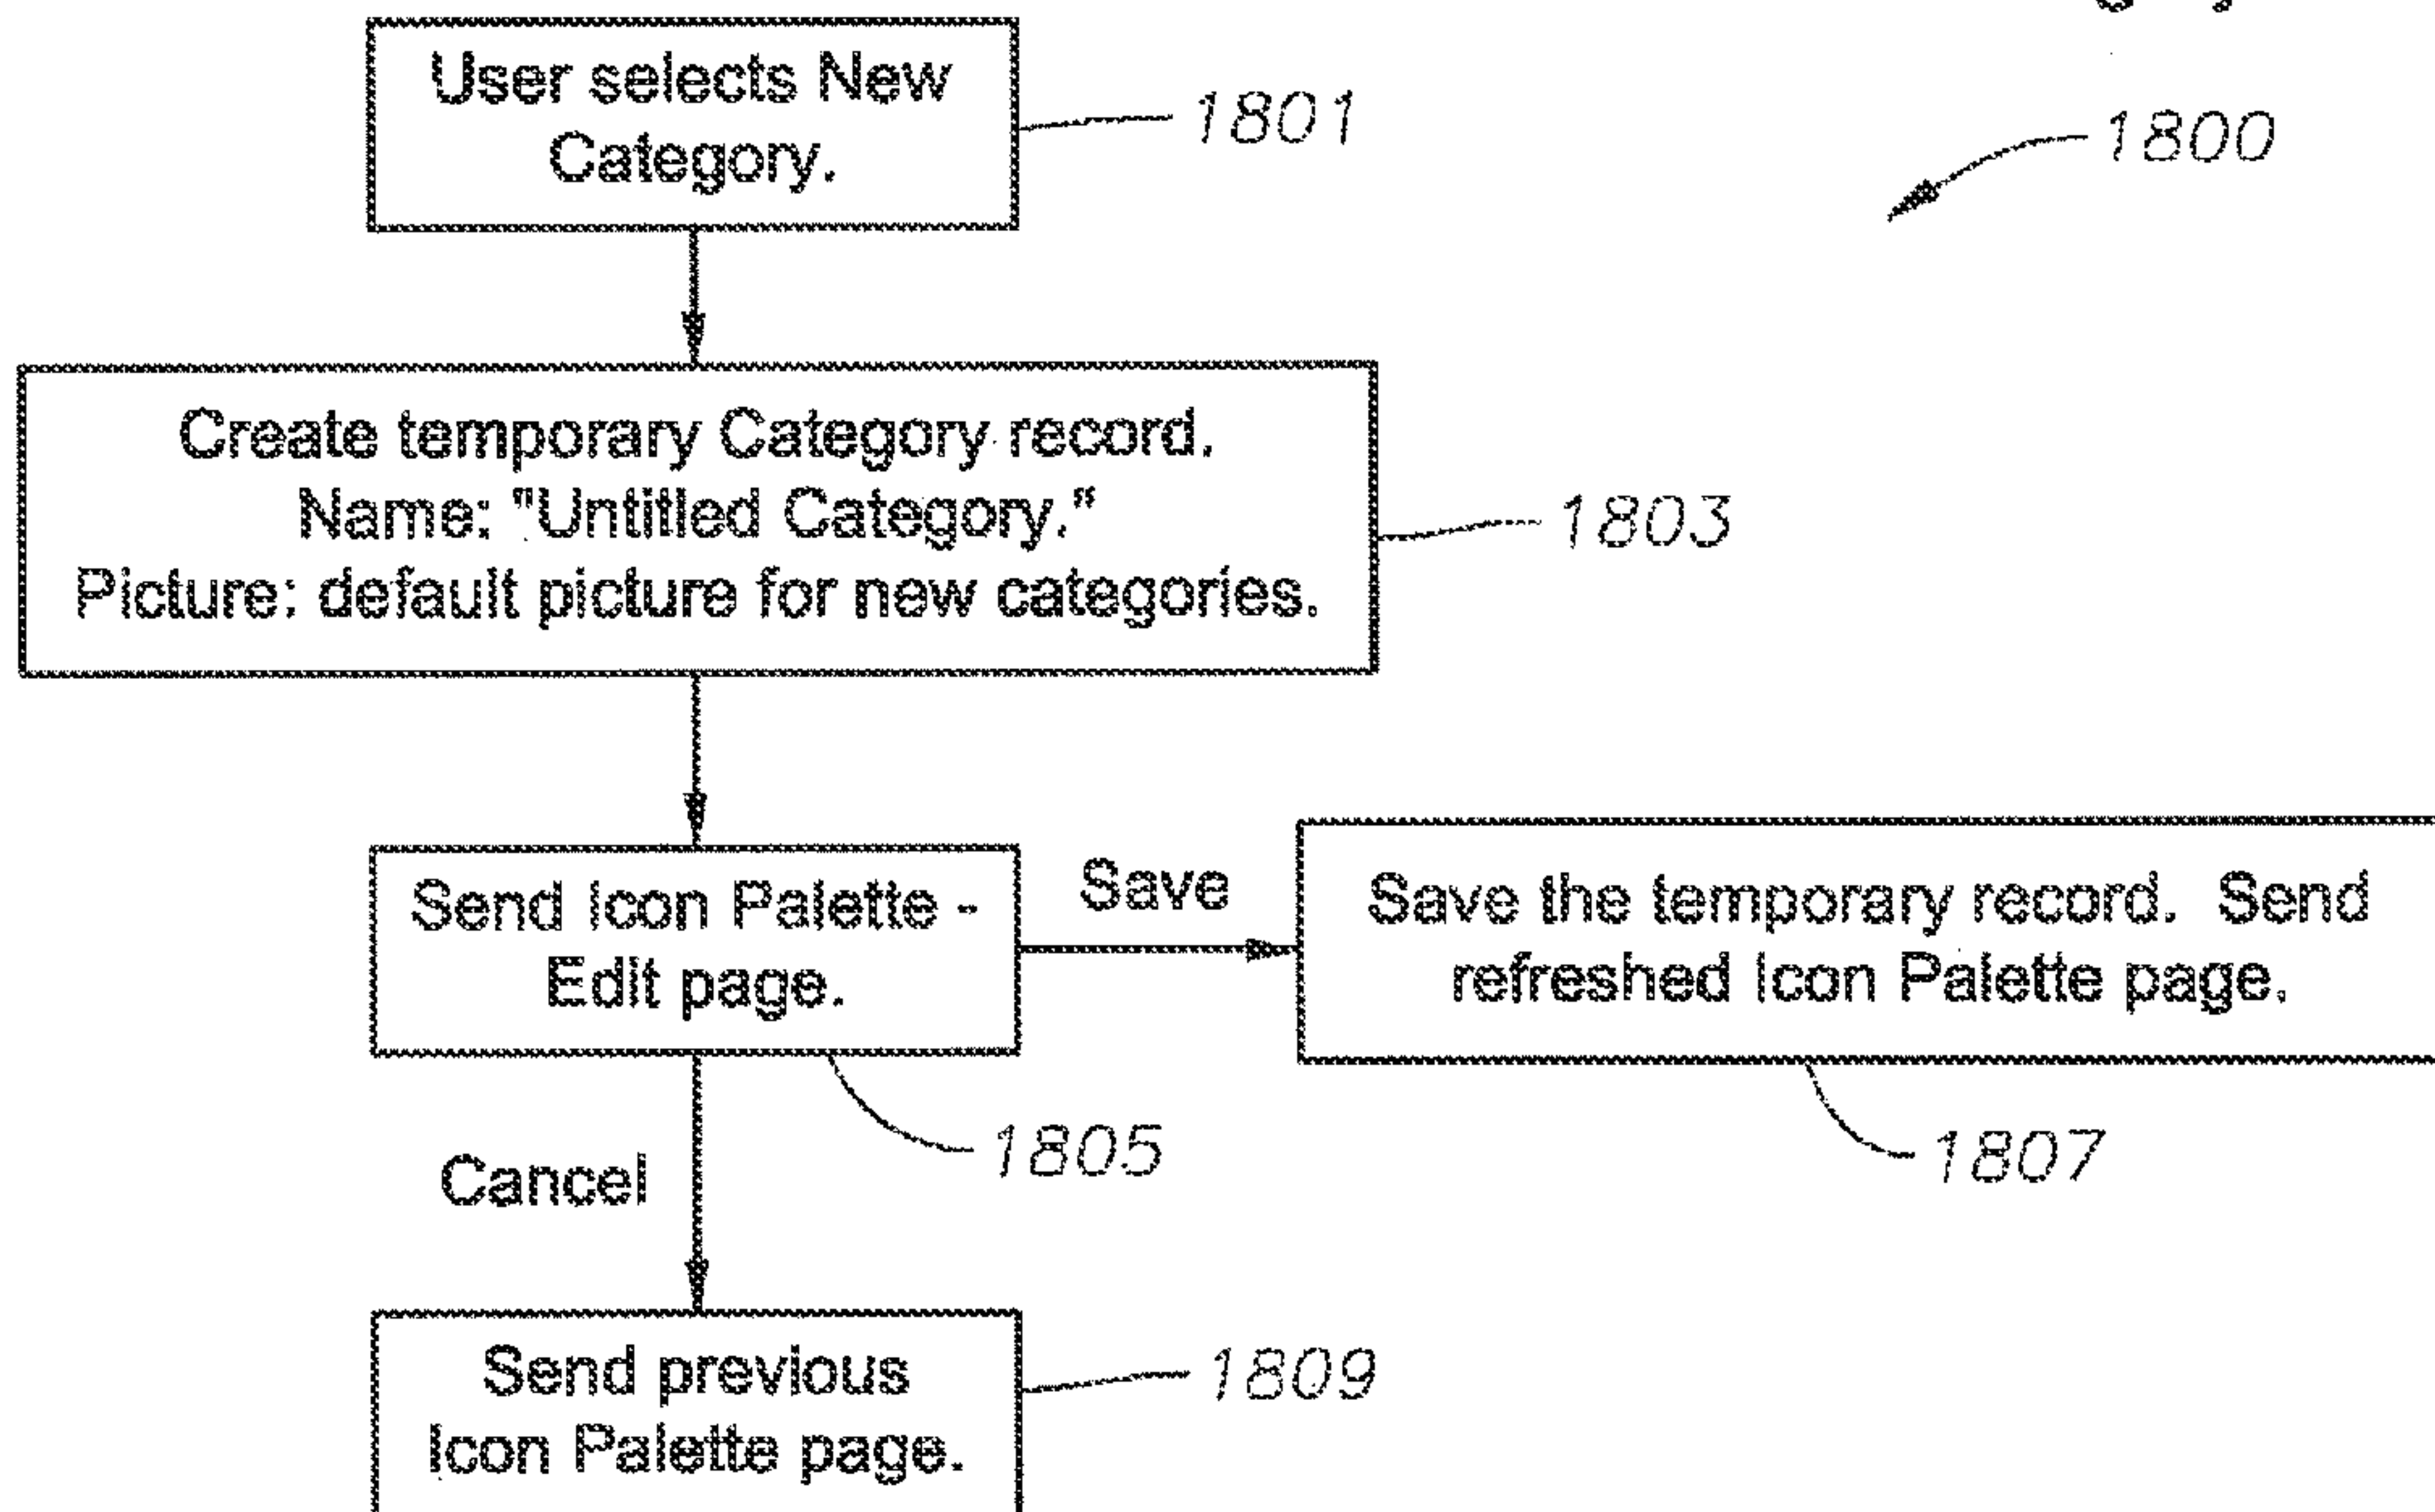 User selects New
Category.
1801
1800
Create temporary Category record.
Name: "Untitled Category."
Picture: default picture for new categories.
1803
Send Icon Palette -
Edit page.
Save
Save the temporary record. Send
refreshed Icon Palette page.
1805
1807
Cancel
Send previous
Icon Palette page.
1809